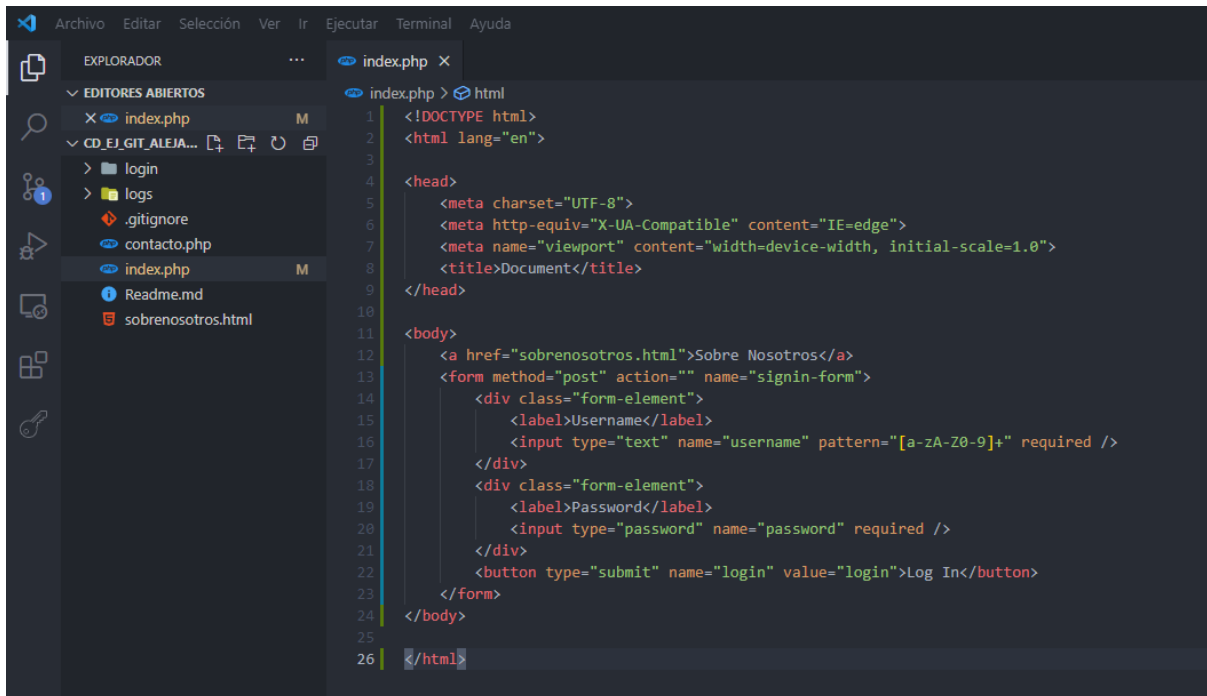 Archivo Editar Selección Ver Ir Ejecutar Terminal Ayuda
EXPLORADOR ...
EDITORES ABIERTOS
index.php M
CD_EJ_GIT_ALEJA...
login
logs
.gitignore
contacto.php
index.php M
Readme.md
sobrenosotros.html
1
index.php
index.php > html
1 <!DOCTYPE html>
2 <html lang="en">
3
4 <head>
5     <meta charset="UTF-8">
6     <meta http-equiv="X-UA-Compatible" content="IE=edge">
7     <meta name="viewport" content="width=device-width, initial-scale=1.0">
8     <title>Document</title>
9 </head>
10
11 <body>
12     <a href="sobrenosotros.html">Sobre Nosotros</a>
13     <form method="post" action="" name="signin-form">
14         <div class="form-element">
15             <label>Username</label>
16             <input type="text" name="username" pattern="[a-zA-Z0-9]+" required />
17         </div>
18         <div class="form-element">
19             <label>Password</label>
20             <input type="password" name="password" required />
21         </div>
22         <button type="submit" name="login" value="login">Log In</button>
23     </form>
24 </body>
25
26 </html>